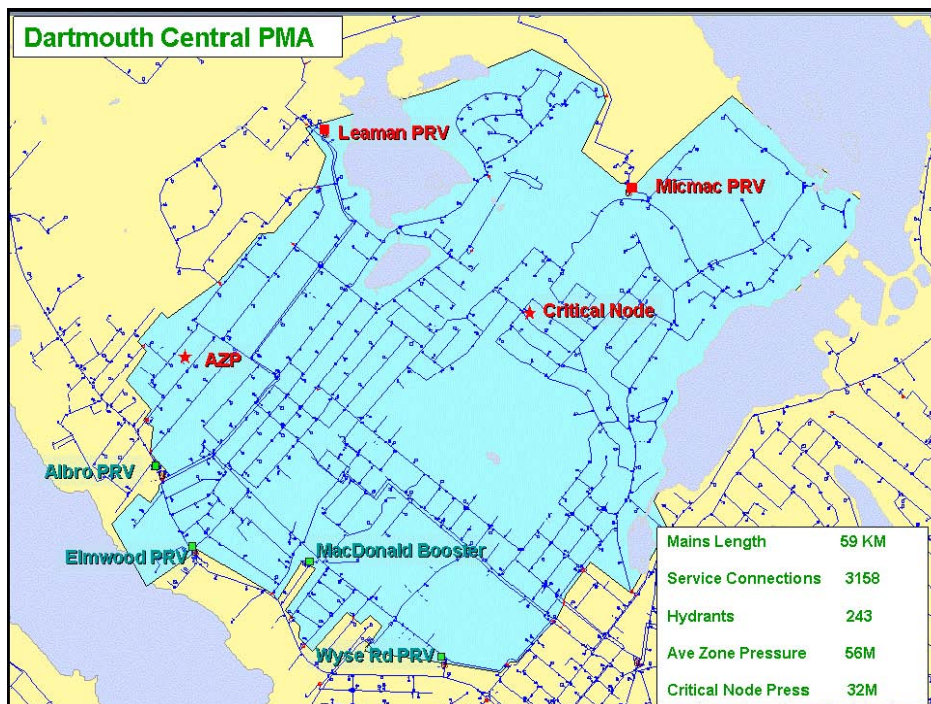 Dartmouth Central PMA
Leaman PRV
Micmac PRV
Critical Node
AZP
Albro PRV
Elmwood PRV
MacDonald Booster
Wyse Rd PRV
Mains Length 59 KM
Service Connections 3158
Hydrants 243
Ave Zone Pressure 56M
Critical Node Press 32M